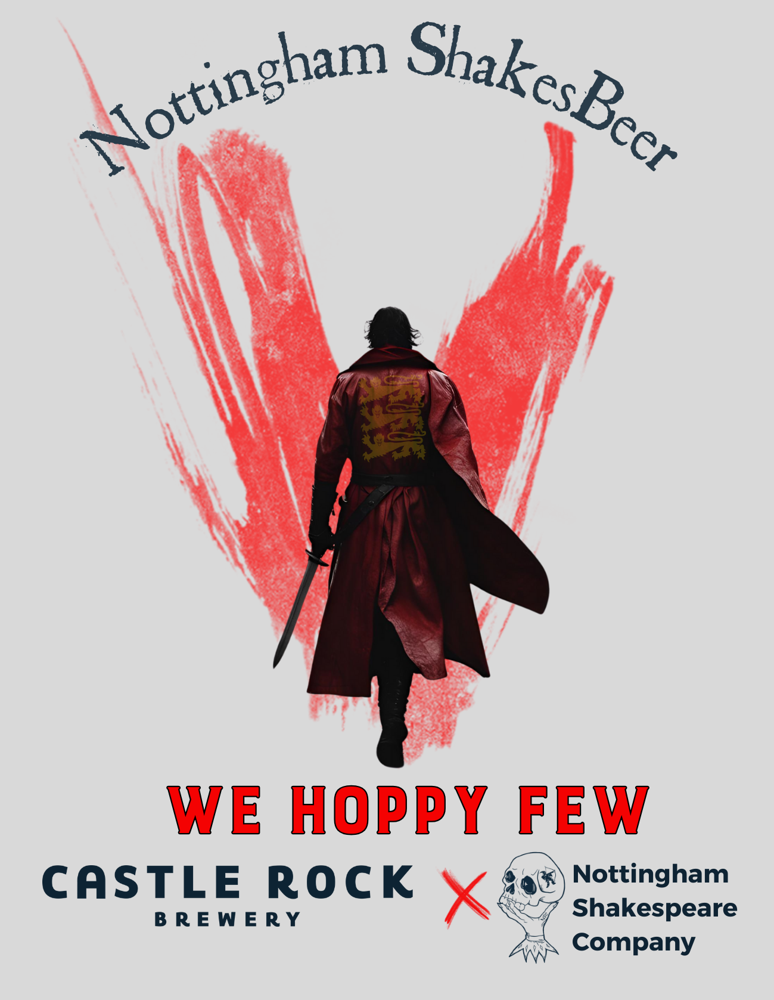 Nottingham ShakesBeer
WE HOPPY FEW
CASTLE ROCK
BREWERY
X
Nottingham
Shakespeare
Company